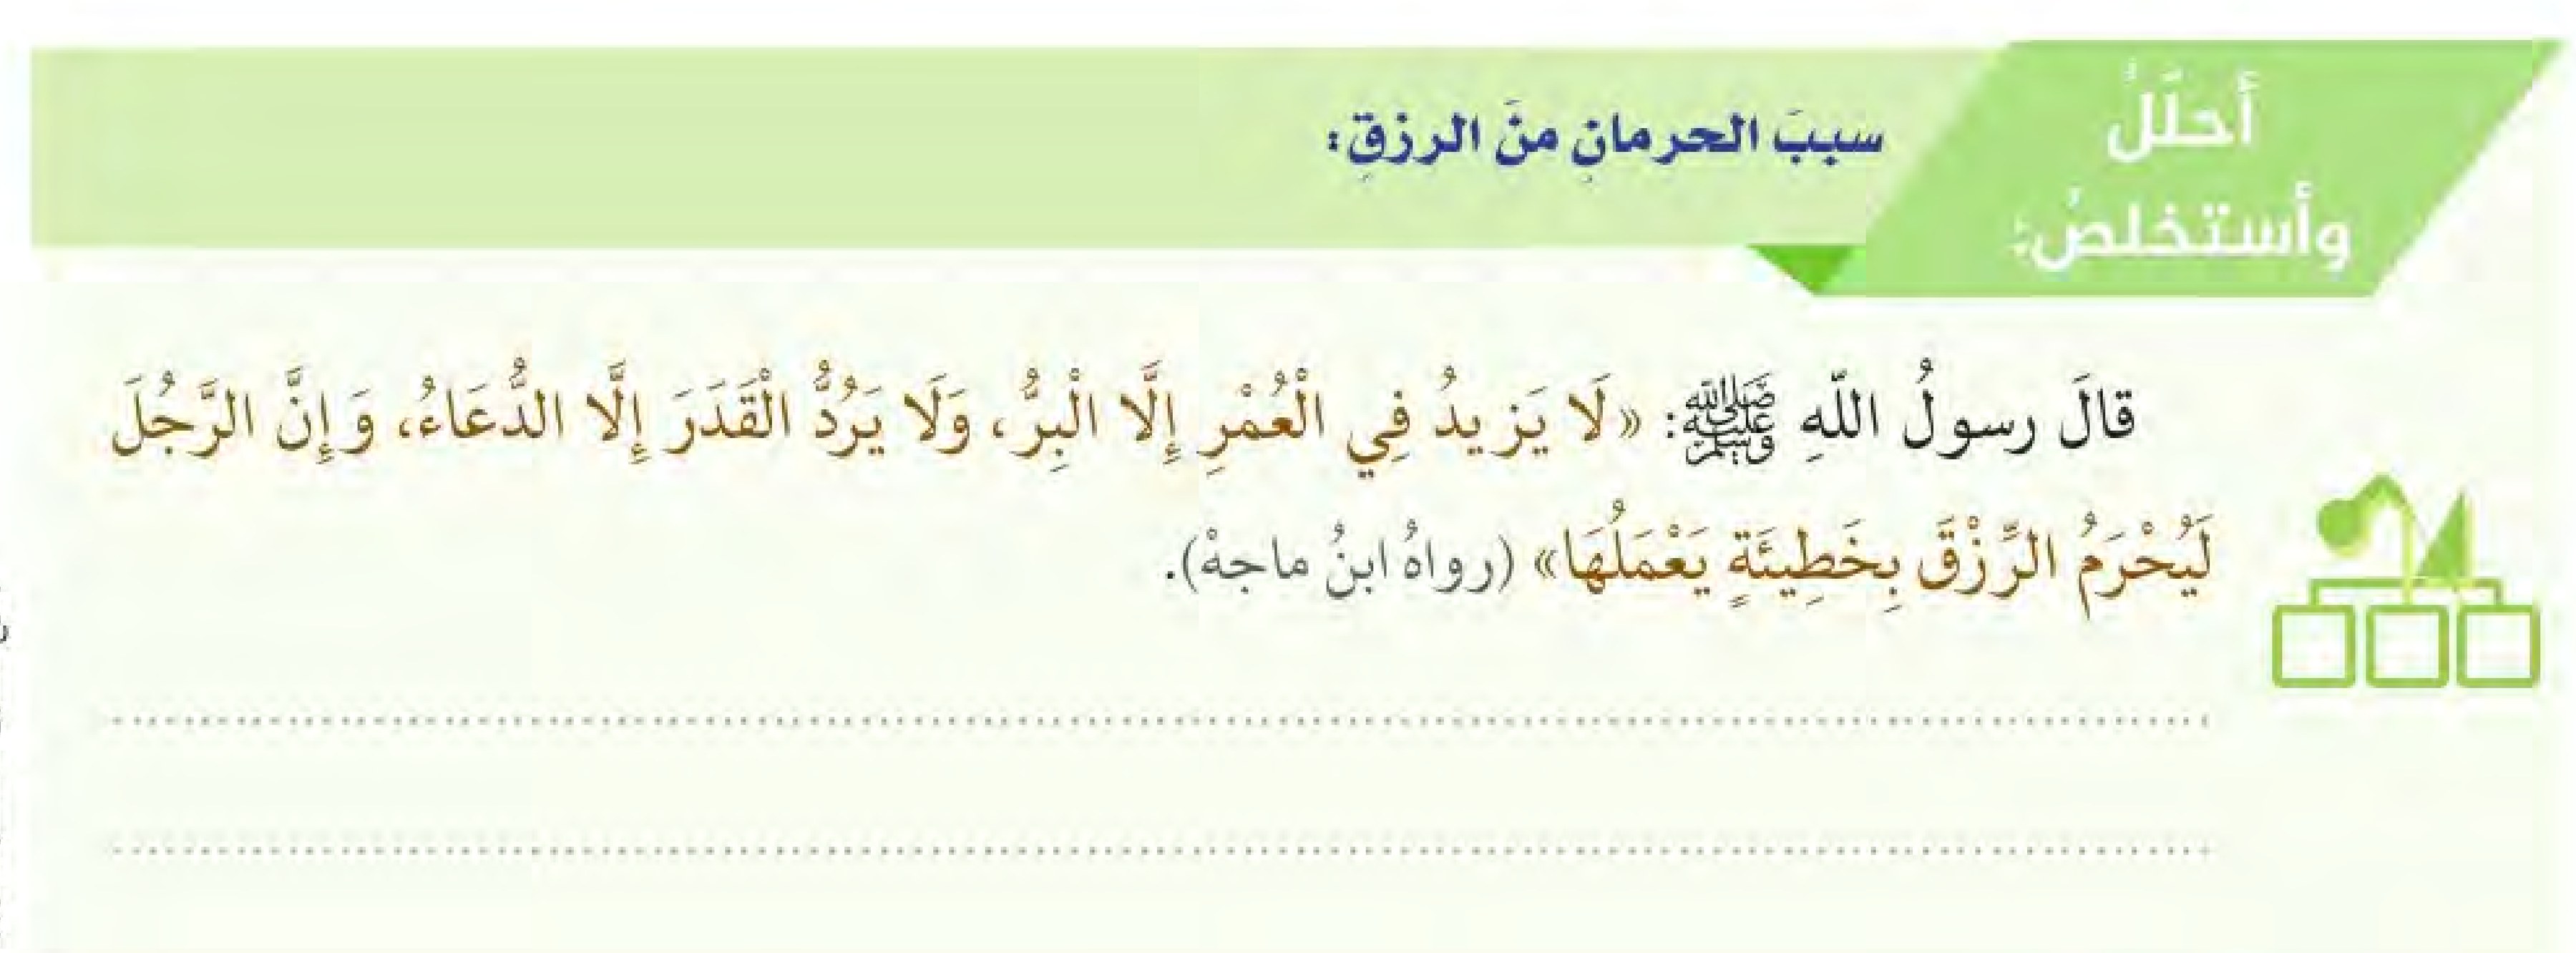 أحلّلُ
وأستخلصُ:
سببَ الحرمانِ منَ الرزقِ:
قالَ رسولُ اللّهِ ﷺ: «لَا يَزِيدُ فِي الْعُمْرِ إِلَّا الْبِرُّ، وَلَا يَرُدُّ الْقَدَرَ إِلَّا الدُّعَاءُ، وَإِنَّ الرَّجُلَ
لَيُحْرَمُ الرِّزْقَ بِخَطِيئَةٍ يَعْمَلُهَا» (رواهُ ابنُ ماجهْ).